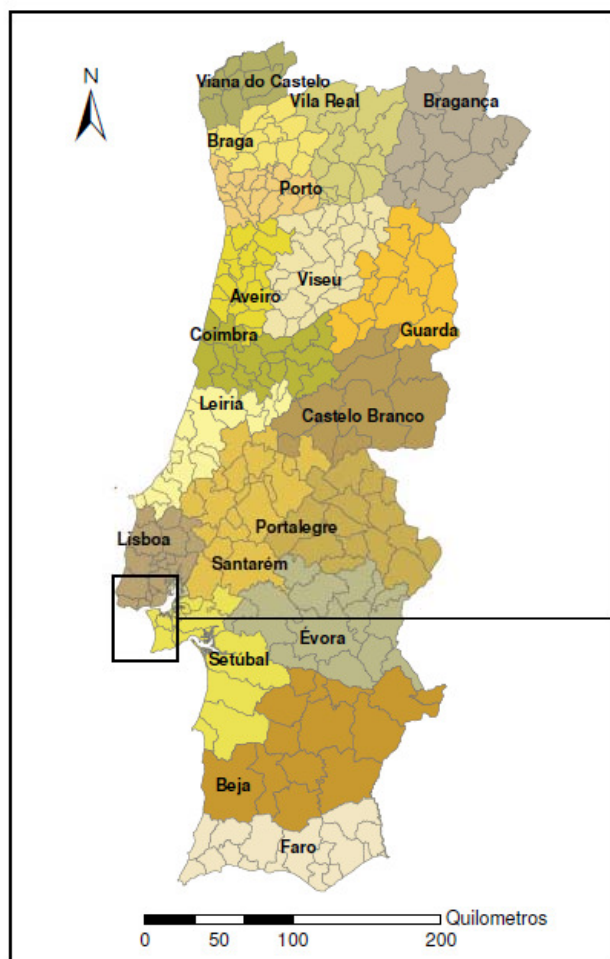 N
Viana do Castelo
Vila Real
Bragança
Braga
Porto
Viseu
Aveiro
Guarda
Coimbra
Leiria
Castelo Branco
Portalegre
Lisboa
Santarém
Évora
Setúbal
Beja
Faro
Quilometros
0 50 100 200